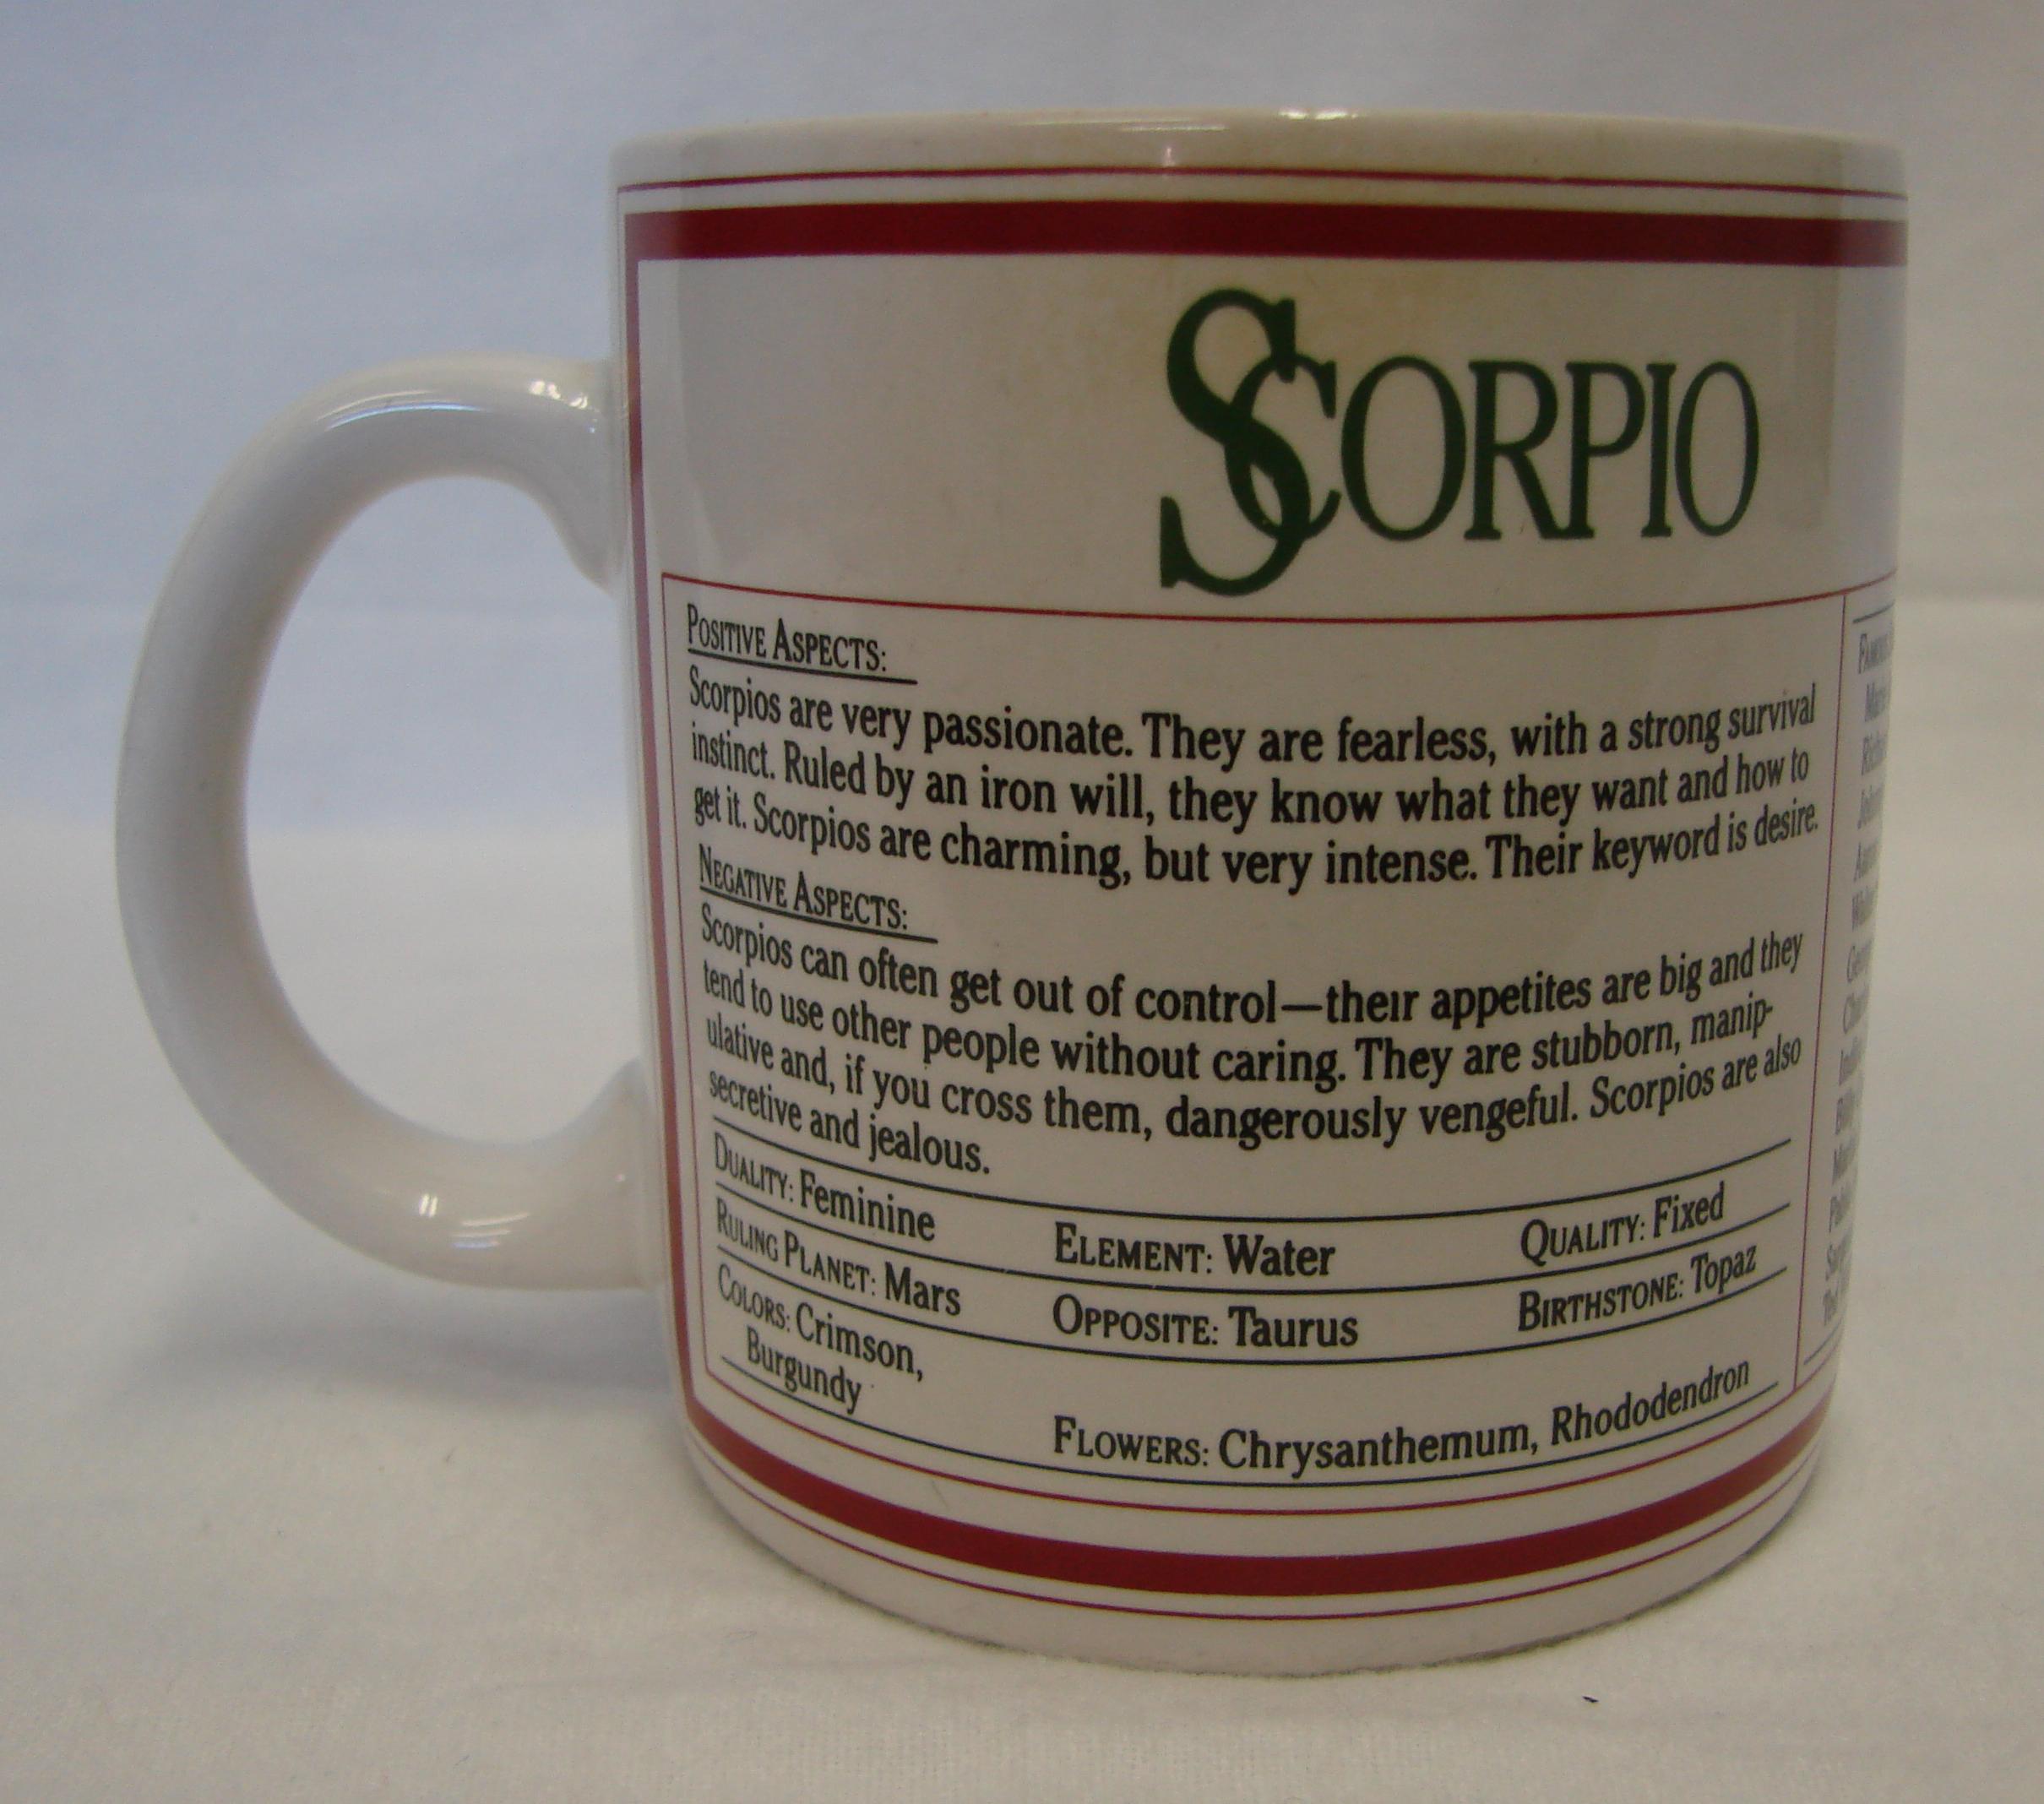 SCORPIO
POSITIVE ASPECTS:
Scorpios are very passionate. They are fearless, with a strong survival
instinct. Ruled by an iron will, they know what they want and how to
get it. Scorpios are charming, but very intense. Their keyword is desire.
NEGATIVE ASPECTS:
Scorpios can often get out of control—their appetites are big and they
tend to use other people without caring. They are stubborn, manip-
ulative and, if you cross them, dangerously vengeful. Scorpios are also
secretive and jealous.
DUALITY: Feminine ELEMENT: Water QUALITY: Fixed
RULING PLANET: Mars OPPOSITE: Taurus BIRTHSTONE: Topaz
COLORS: Crimson,
Burgundy
FLOWERS: Chrysanthemum, Rhododendron